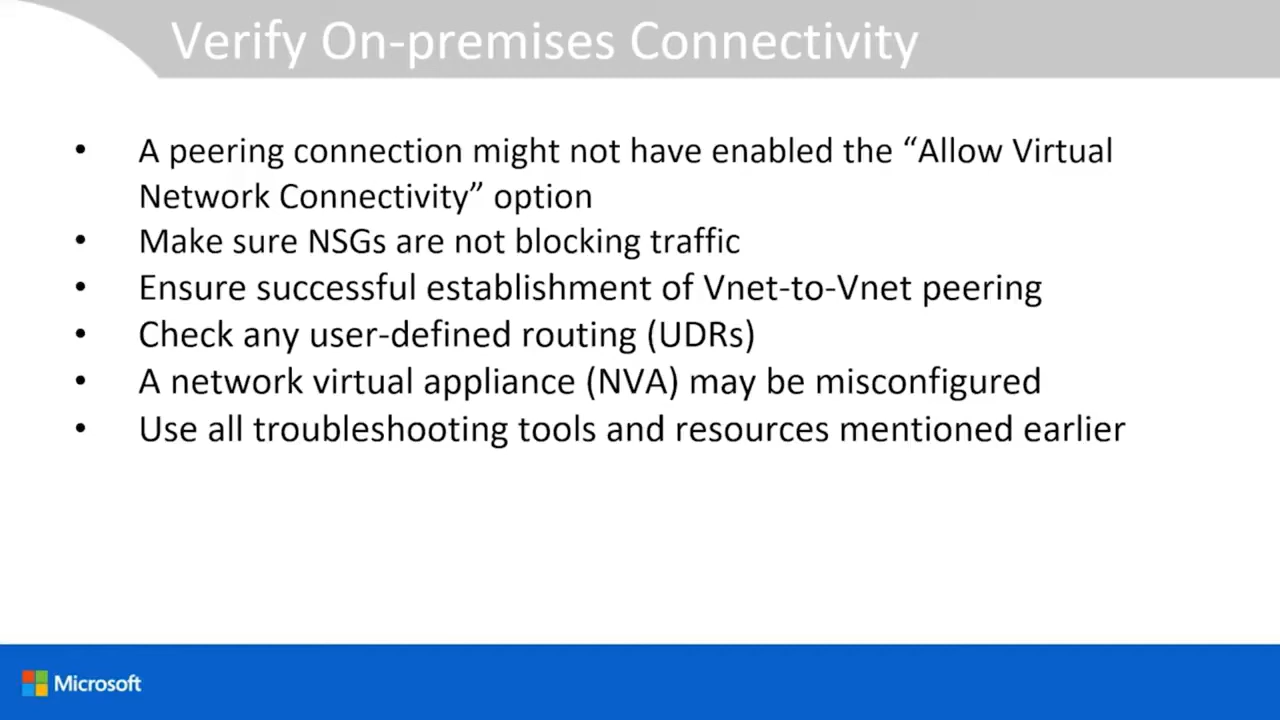 Verify On-premises Connectivity
• A peering connection might not have enabled the “Allow Virtual
Network Connectivity” option
• Make sure NSGs are not blocking traffic
• Ensure successful establishment of Vnet-to-Vnet peering
• Check any user-defined routing (UDRs)
• A network virtual appliance (NVA) may be misconfigured
• Use all troubleshooting tools and resources mentioned earlier
Microsoft